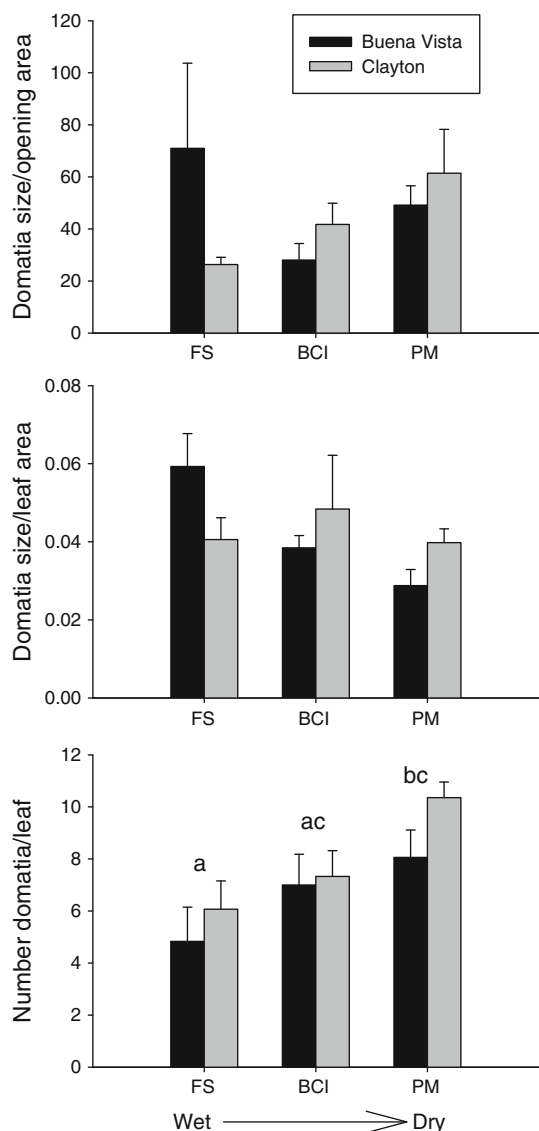 Buena Vista
Clayton
Domatia size/opening area
120
100
80
60
40
20
0
FS BCI PM
Domatia size/leaf area
0.08
0.06
0.04
0.02
0.00
FS BCI PM
Number domatia/leaf
12
10
8
6
4
2
0
a ac bc
FS BCI PM
Wet Dry